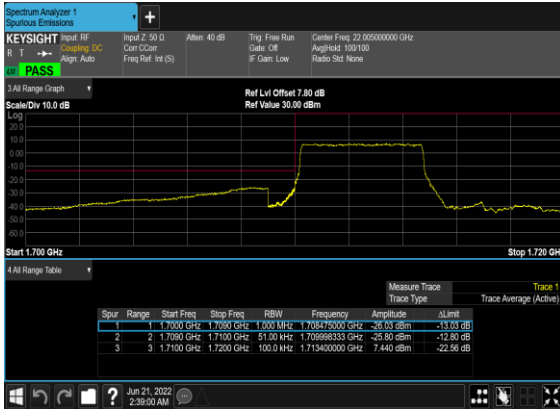 Spectrum Analyzer 1
Spurious Emissions
+
KEYSIGHT Input: RF Input Z: 50 Ω Atten: 40 dB Trig: Free Run Center Freq: 22.005000000 GHz
R T Coupling: DC Corr CCorr Gate: Off Avg|Hold: 100/100
Align: Auto Freq Ref: Int (S) IF Gain: Low Radio Std: None
PASS
3 All Range Graph
Ref Lvl Offset 7.80 dB
Scale/Div 10.0 dB Ref Value 30.00 dBm
Log
20.0
10.0
0.00
-10.0
-20.0
-30.0
-40.0
-50.0
-60.0
Start 1.700 GHz Stop 1.720 GH
4 All Range Table
Measure Trace Trace 1
Trace Type Trace Average (Active)
Spur Range Start Freq Stop Freq RBW Frequency Amplitude ΔLimit
1 1 1.7000 GHz 1.7090 GHz 1.000 MHz 1.708475000 GHz -26.03 dBm -13.03 dB
2 2 1.7090 GHz 1.7100 GHz 51.00 kHz 1.709998333 GHz -25.80 dBm -12.80 dB
3 3 1.7100 GHz 1.7200 GHz 100.0 kHz 1.713400000 GHz 7.440 dBm -22.56 dB
? Jun 21, 2022
2:39:00 AM